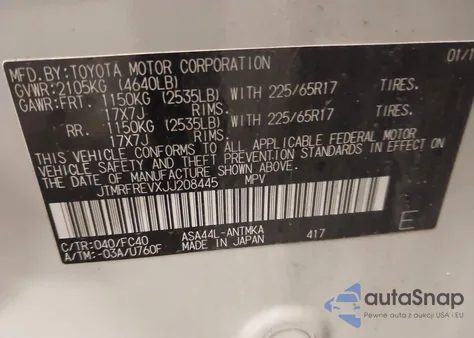 MFD.BY: TOYOTA MOTOR CORPORATION 01/1
GVWR: 2105KG (4640LB)
GAWR: FRT. 1150KG (2535LB) WITH 225/65R17 TIRES.
17X7J RIMS.
RR. 1150KG (2535LB) WITH 225/65R17 TIRES.
17X7J RIMS.
THIS VEHICLE CONFORMS TO ALL APPLICABLE FEDERAL MOTOR
VEHICLE SAFETY AND THEFT PREVENTION STANDARDS IN EFFECT ON
THE DATE OF MANUFACTURE SHOWN ABOVE.
JTMRFREVXJJ208445 MPV
C/TR: 040/FC40 ASA44L-ANTMKA E
A/TM: -03A/U760F MADE IN JAPAN 417
autoSnap
Pewne auta z aukcji USA i EU